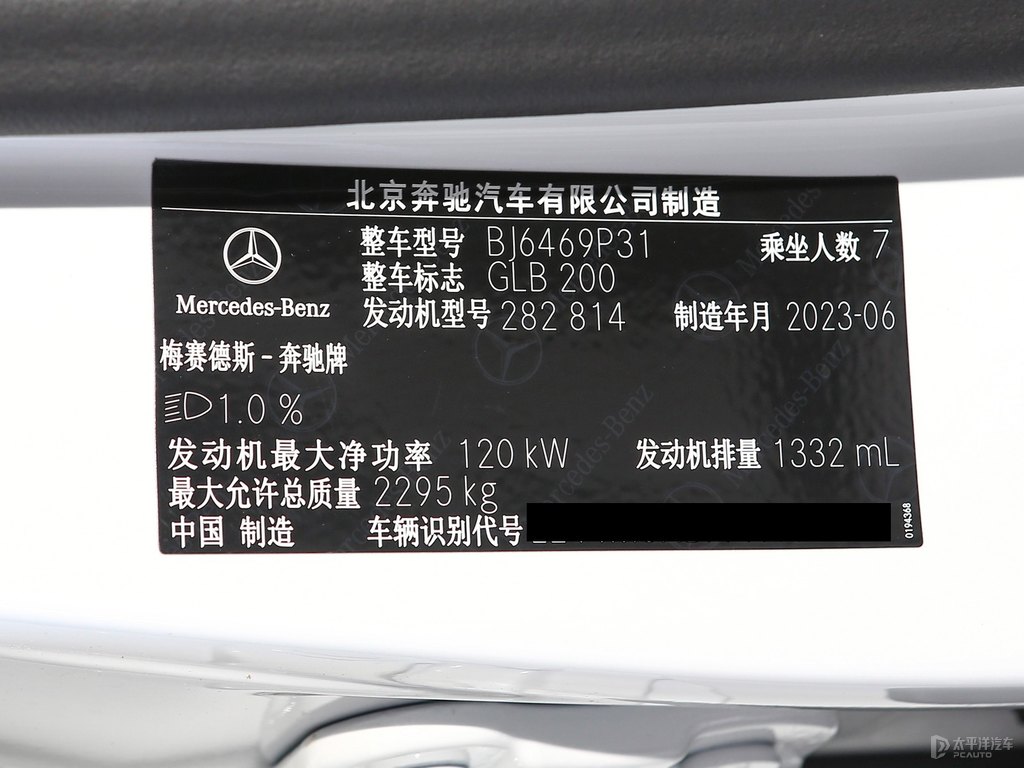 北京奔驰汽车有限公司制造
整车型号 BJ6469P31 乘坐人数 7
整车标志 GLB 200
Mercedes-Benz 发动机型号 282 814 制造年月 2023-06
梅赛德斯-奔驰牌
1.0 %
发动机最大净功率 120 kW 发动机排量 1332 mL
最大允许总质量 2295 kg
中国 制造 车辆识别代号
0194368
太平洋汽车
PCAUTO